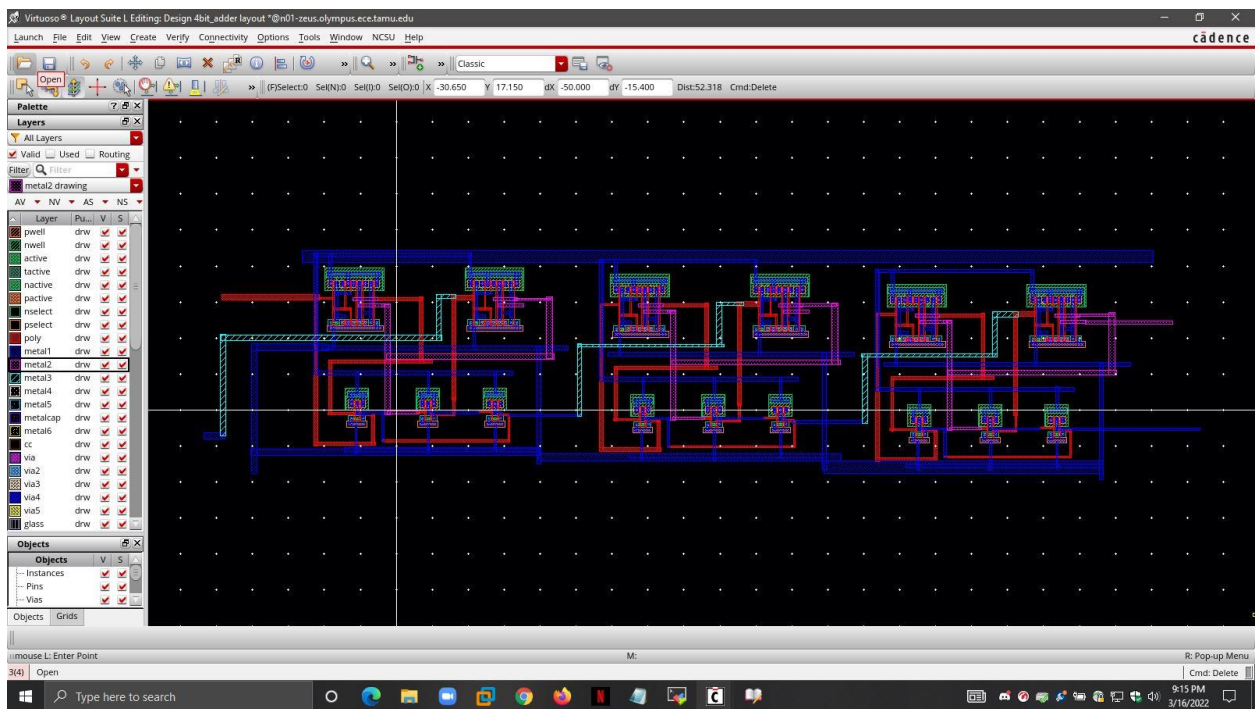 Virtuoso® Layout Suite L Editing: Design 4bit_adder layout *@n01-zeus.olympus.ece.tamu.edu
Launch File Edit View Create Verify Connectivity Options Tools Window NCSU Help
cādence
» » » Classic
Open
» (F)Select:0 Sel(N):0 Sel(I):0 Sel(O):0 X -30.650 Y 17.150 dX -50.000 dY -15.400 Dist:52.318 Cmd:Delete
Palette
Layers
All Layers
Valid Used Routing
Filter Filter
metal2 drawing
AV NV AS NS
Layer Pu... V S
pwell drw
nwell drw
active drw
tactive drw
nactive drw
pactive drw
nselect drw
pselect drw
poly drw
metal1 drw
metal2 drw
metal3 drw
metal4 drw
metal5 drw
metalcap drw
metal6 drw
cc drw
via drw
via2 drw
via3 drw
via4 drw
via5 drw
glass drw
Objects
Objects V S
Instances
Pins
Vias
Objects Grids
mouse L: Enter Point M: R: Pop-up Menu
3(4) Open Cmd: Delete
Type here to search
9:15 PM
3/16/2022